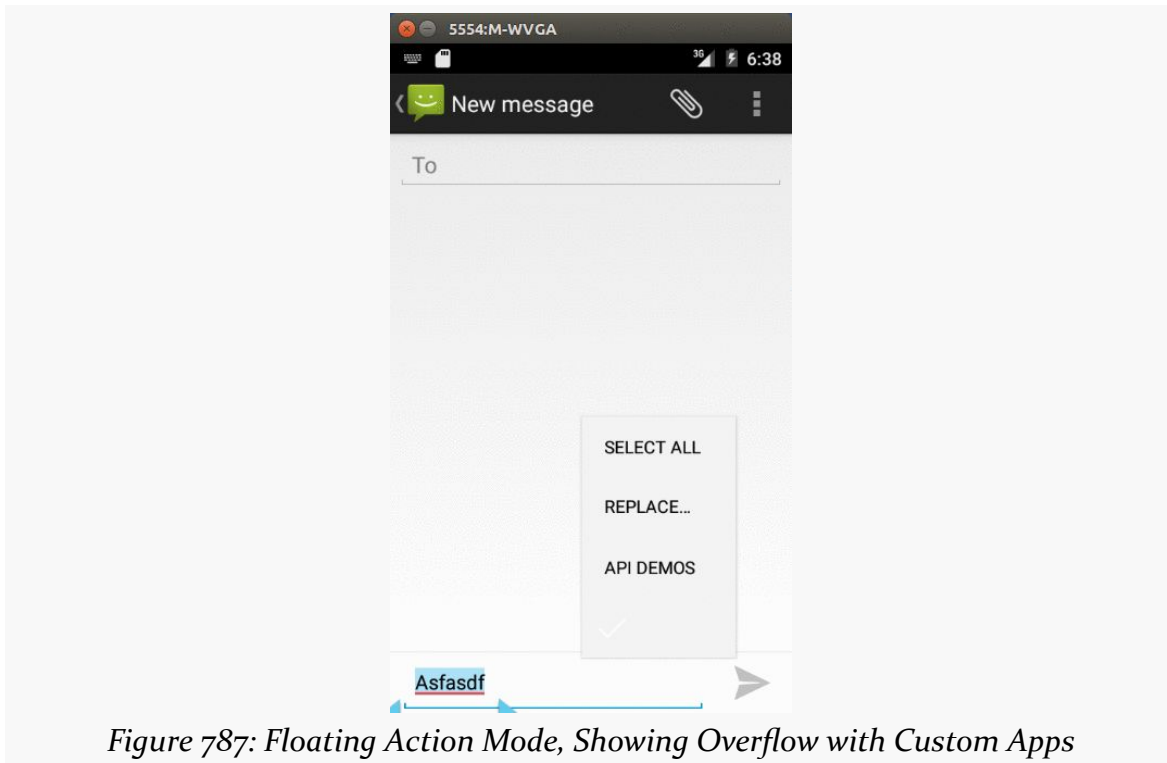 5554:M-WVGA
3G 6:38
New message
To
SELECT ALL
REPLACE...
API DEMOS
Asfasdf
Figure 787: Floating Action Mode, Showing Overflow with Custom Apps